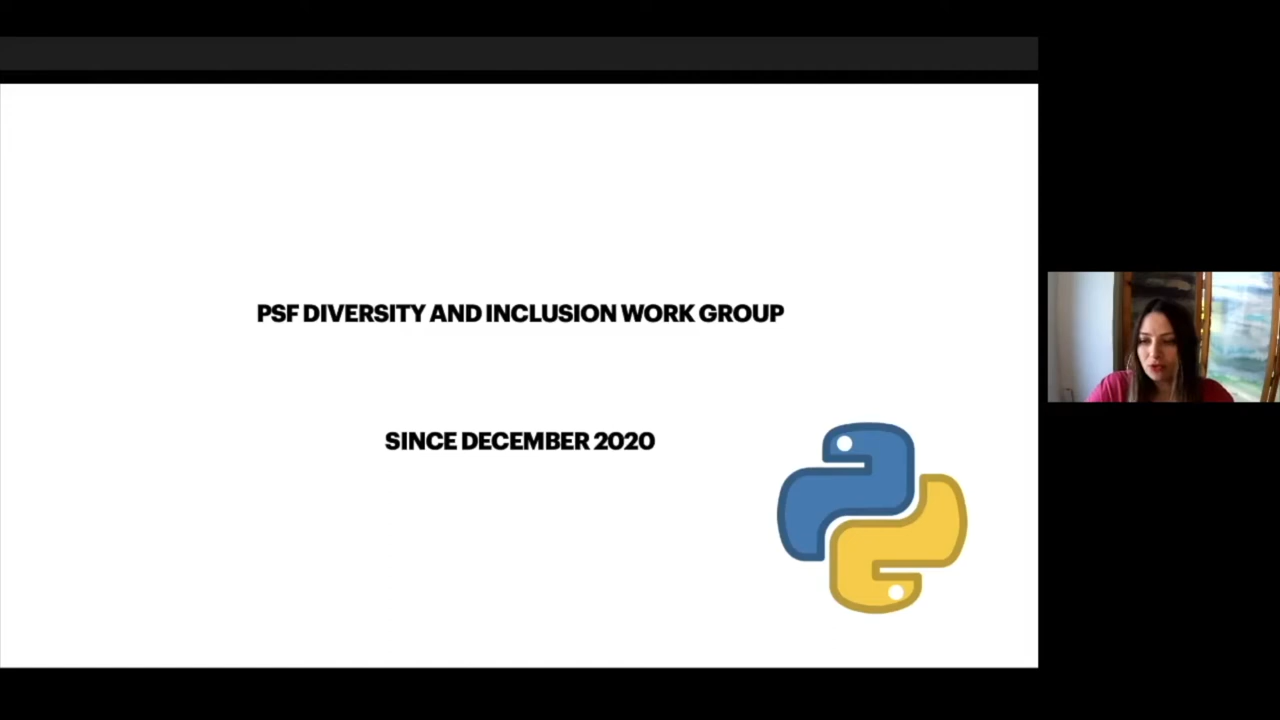 PSF DIVERSITY AND INCLUSION WORK GROUP
SINCE DECEMBER 2020